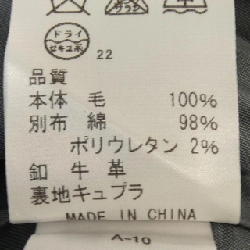 ドライ
セキユ系
22
品質
本体 毛 100%
別布 綿 98%
ポリウレタン 2%
釦 牛革
裏地キュプラ
MADE IN CHINA
A-10